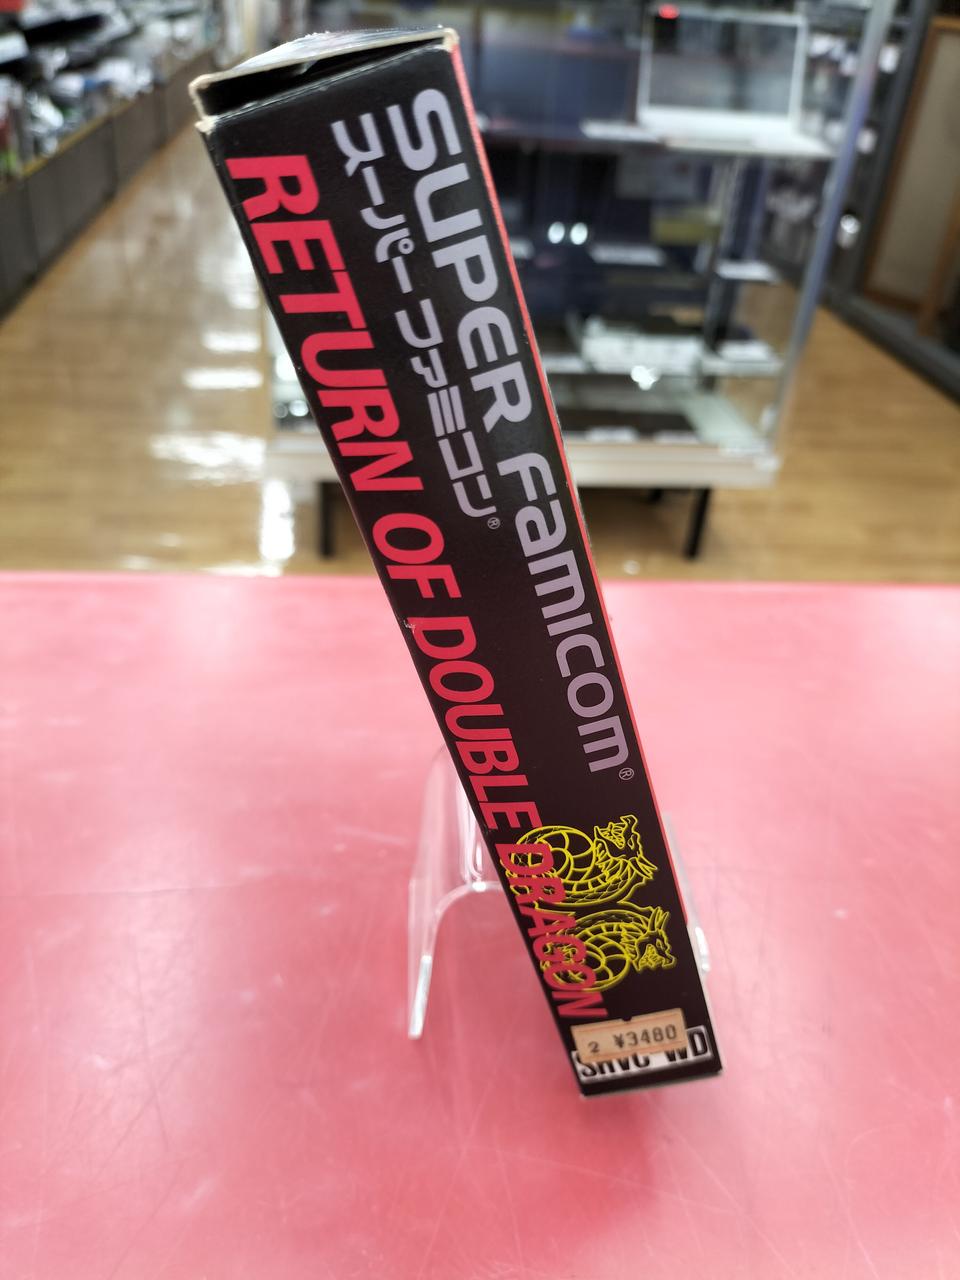 SUPER FAMICOM®
スーパーファミコン®
RETURN OF DOUBLE DRAGON
2 ¥3480
SHVC WD